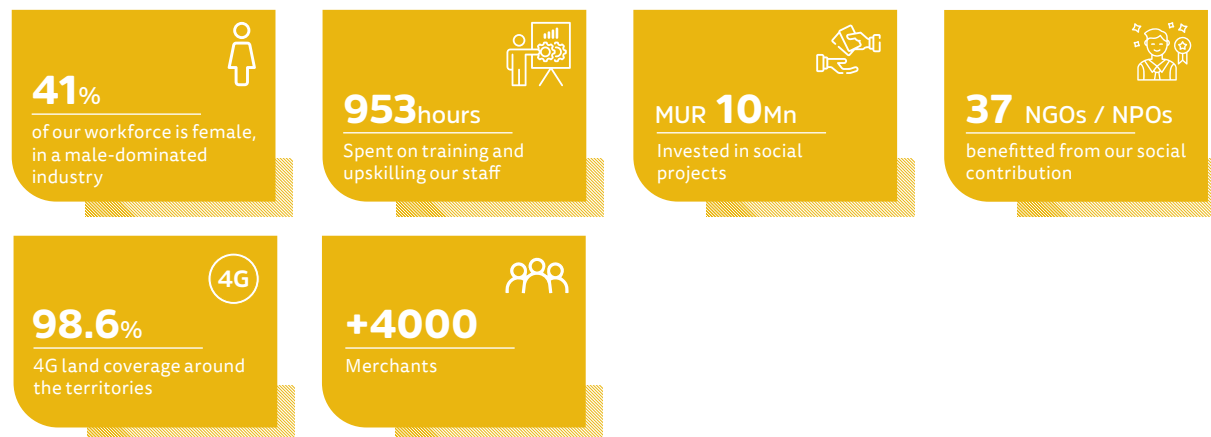 41%
of our workforce is female,
in a male-dominated
industry
953hours
Spent on training and
upskilling our staff
MUR 10Mn
Invested in social
projects
37 NGOs / NPOs
benefitted from our social
contribution
4G
98.6%
4G land coverage around
the territories
+4000
Merchants